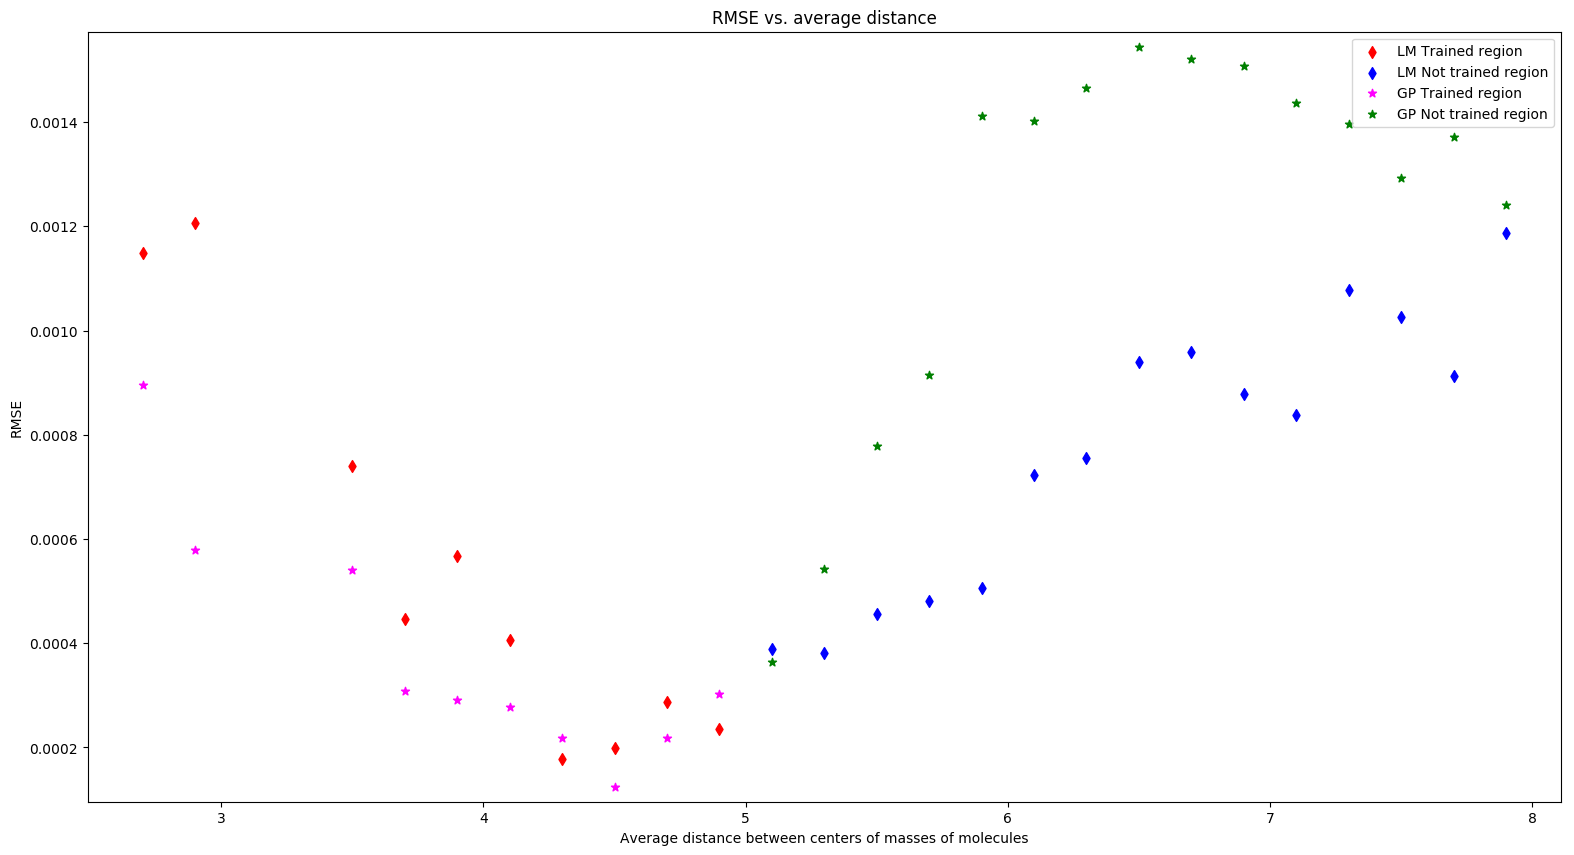 RMSE vs. average distance
LM Trained region
LM Not trained region
GP Trained region
GP Not trained region
0.0014
0.0012
0.0010
0.0008
0.0006
0.0004
0.0002
RMSE
3 4 5 6 7 8
Average distance between centers of masses of molecules